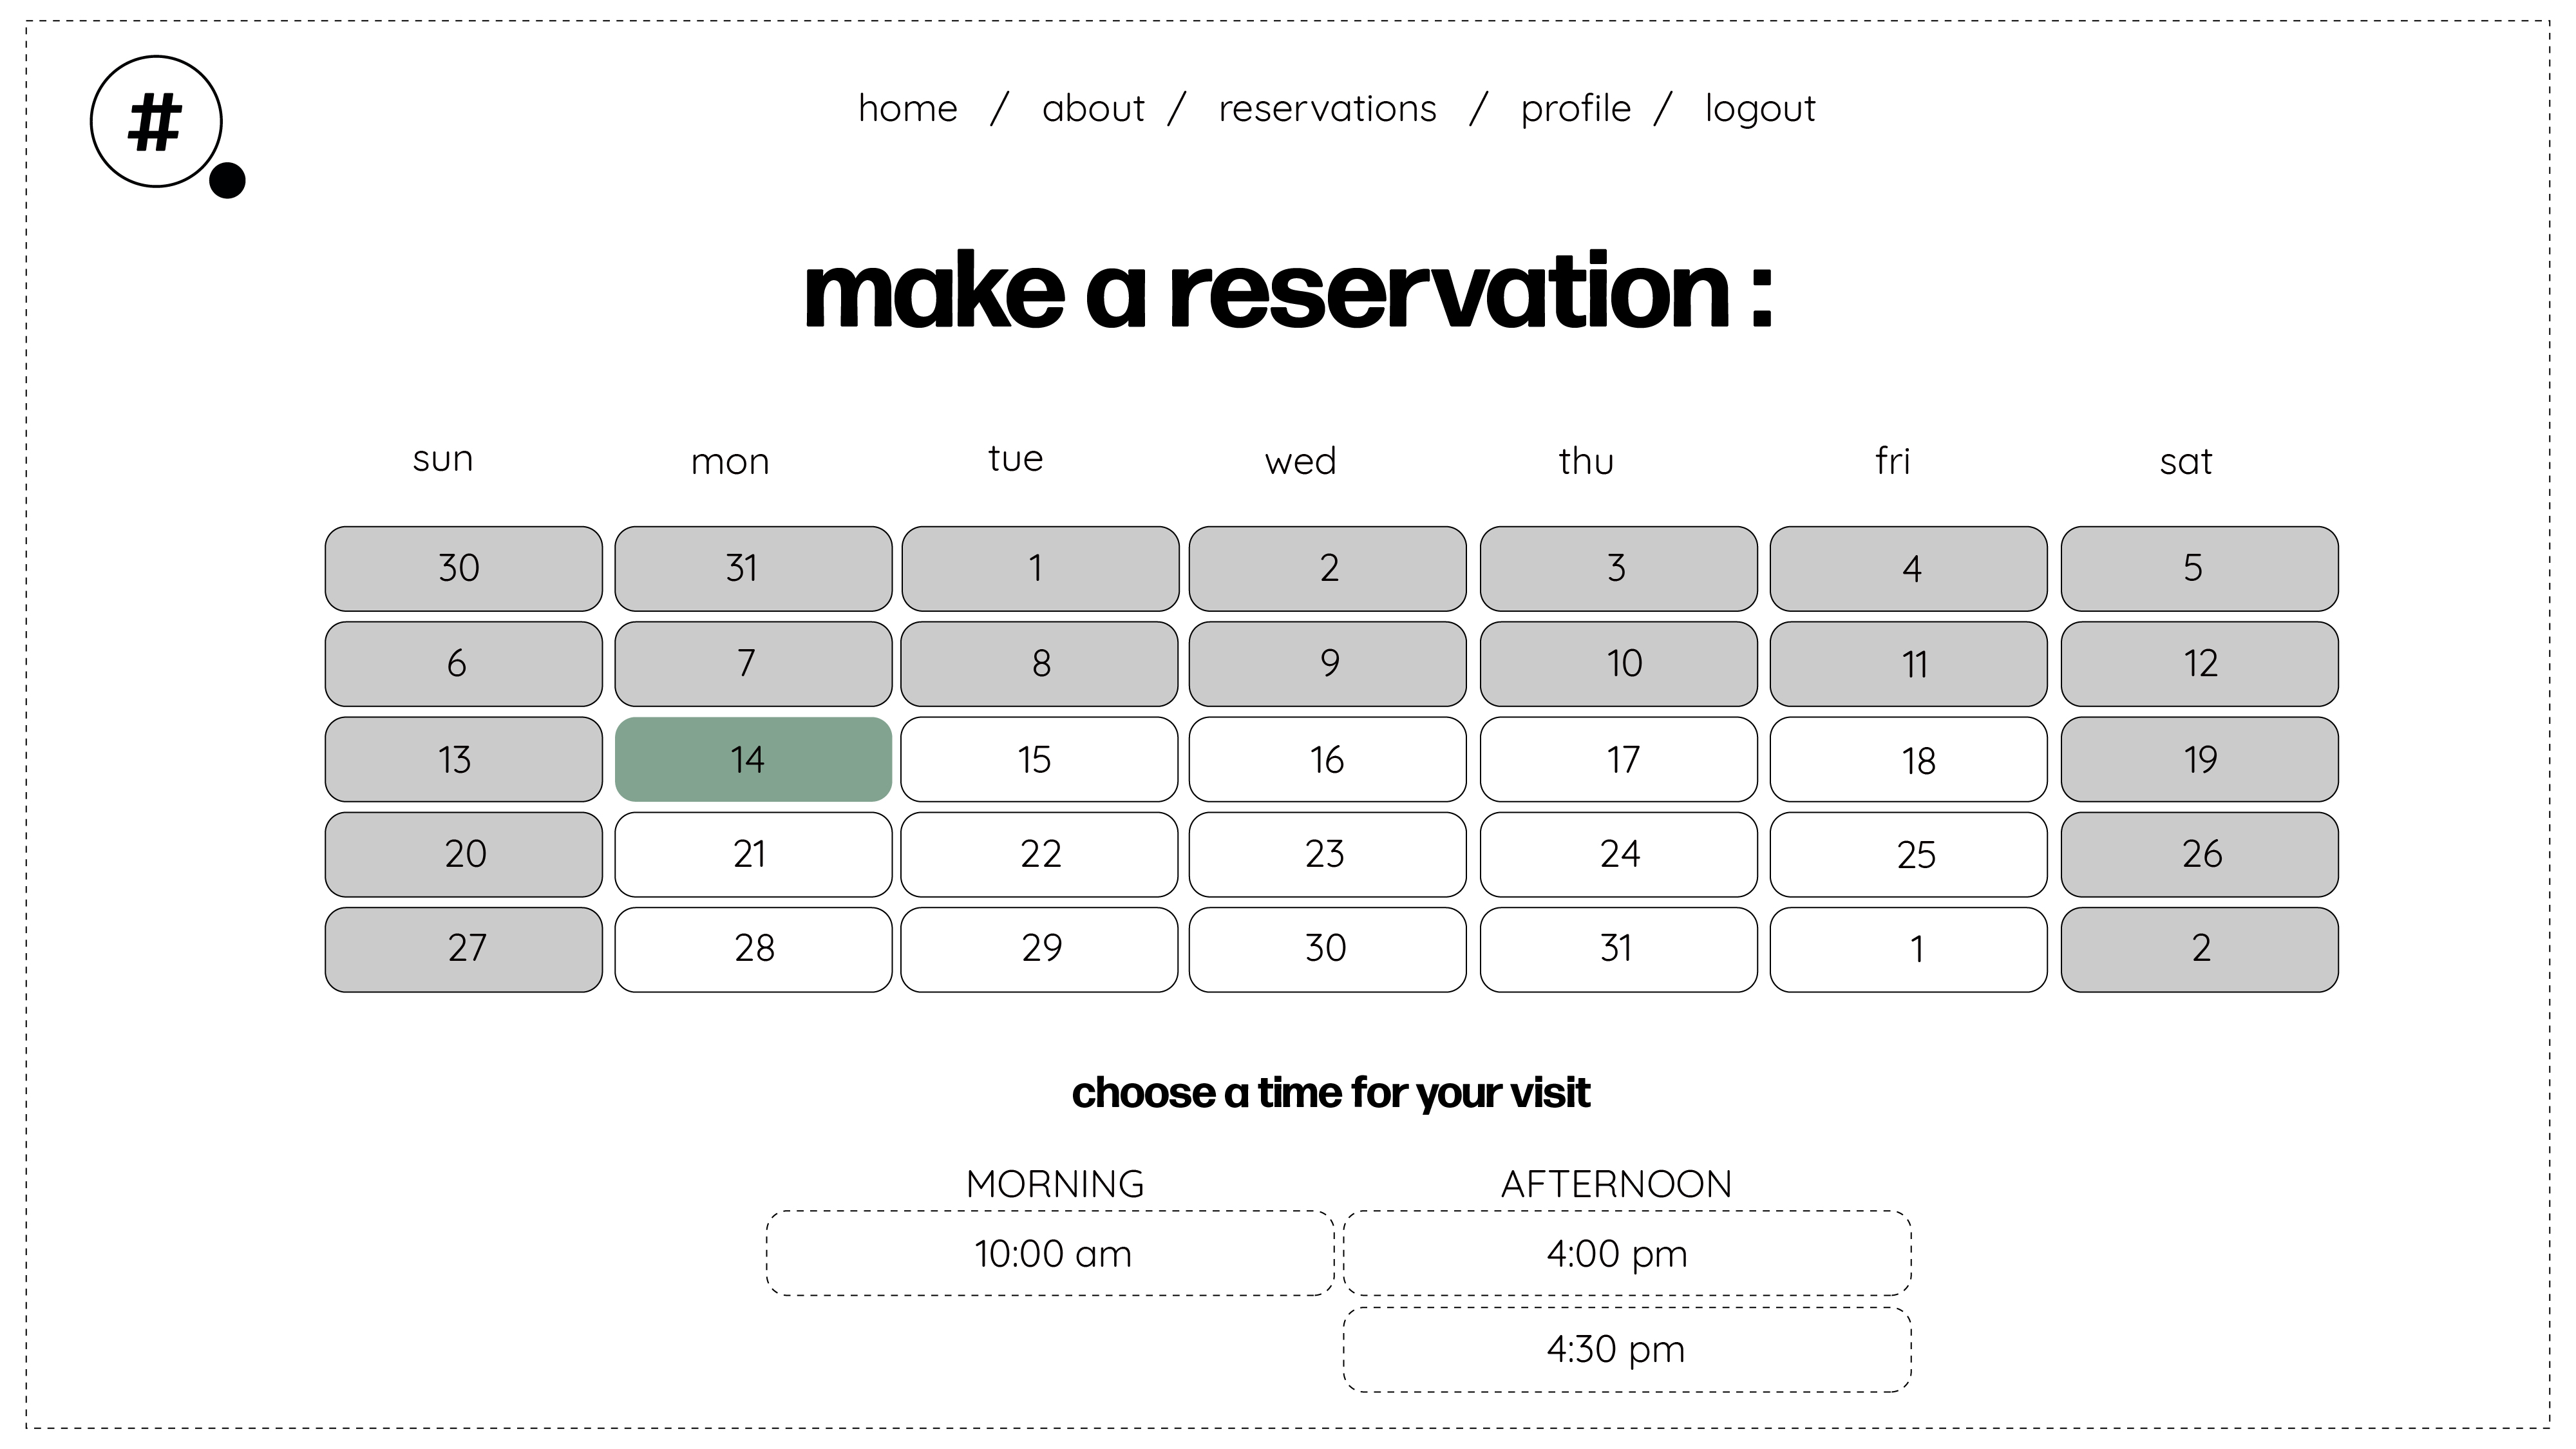 #
home / about / reservations / profile / logout
make a reservation :
sun mon tue wed thu fri sat
30 31 1 2 3 4 5
6 7 8 9 10 11 12
13 14 15 16 17 18 19
20 21 22 23 24 25 26
27 28 29 30 31 1 2
choose a time for your visit
MORNING AFTERNOON
10:00 am 4:00 pm
4:30 pm